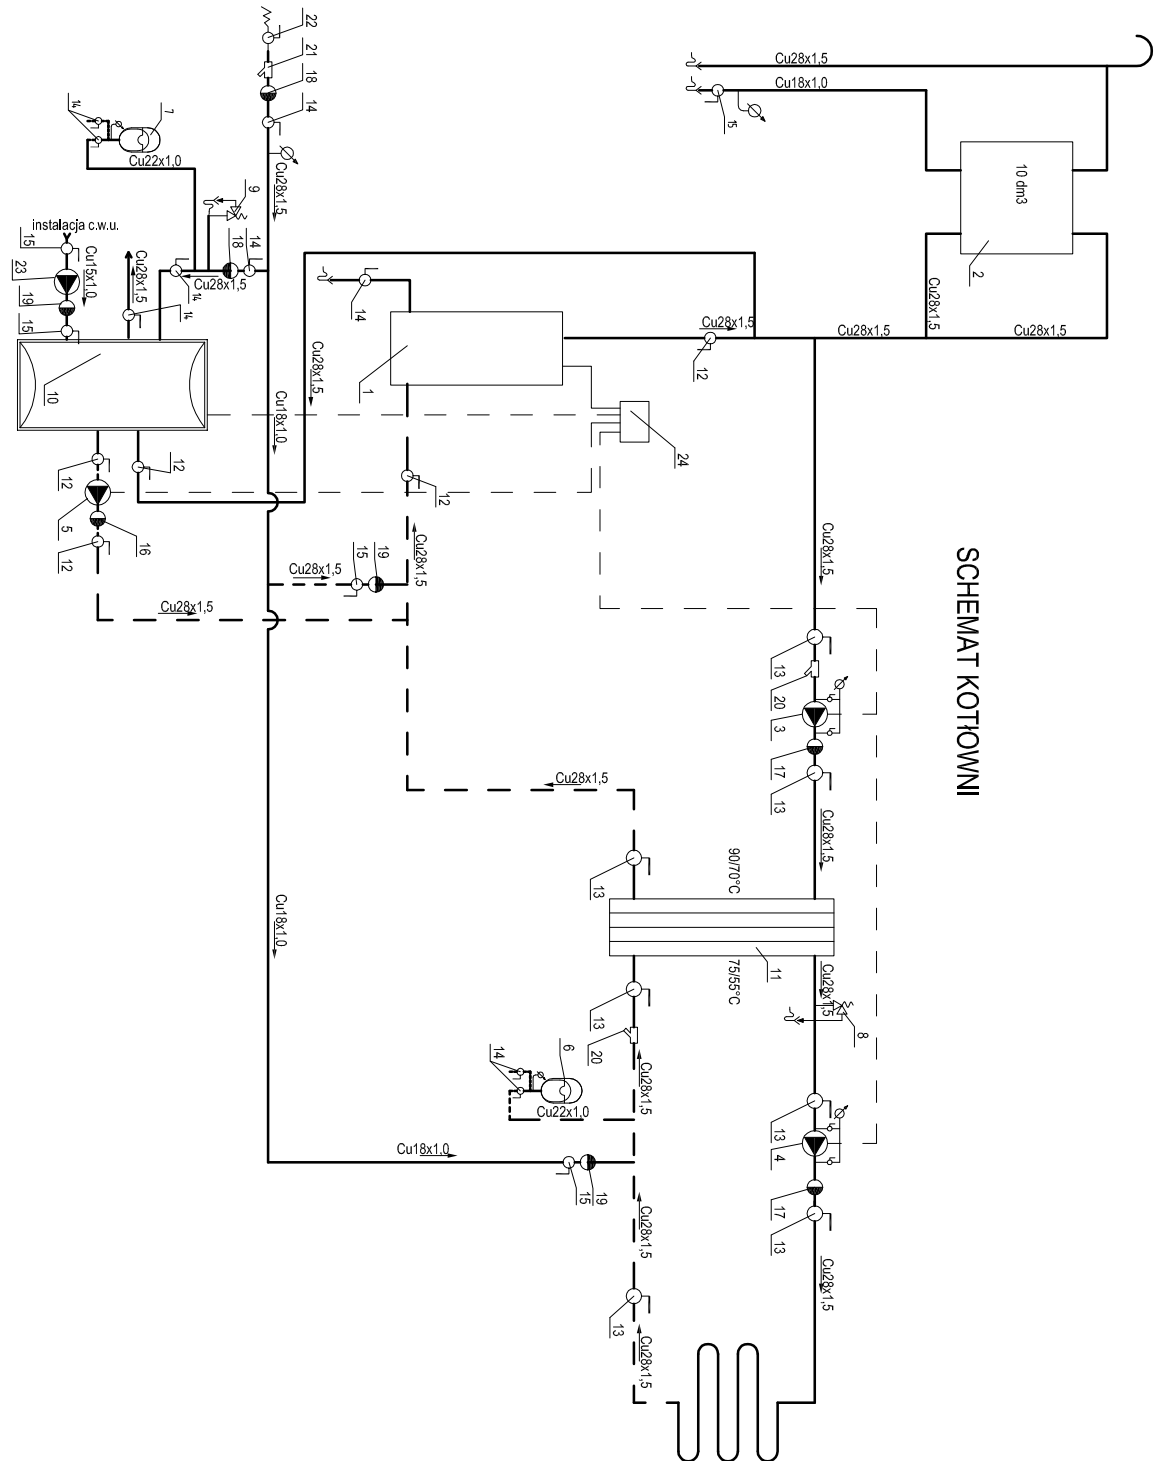 22
21
18
14
14
7
Cu22x1,0
9
Cu28x1,5
instalacja c.w.u.
15
23
19
15
Cu15x1,0
Cu28x1,5
14
18
14
Cu28x1,5
14
10
12
12
5
16
12
Cu28x1,5
Cu18x1,0
Cu28x1,5
14
1
12
Cu28x1,5
15
19
Cu28x1,5
24
Cu28x1,5
12
Cu28x1,5
Cu18x1,0
15
10 dm3
2
Cu28x1,5
Cu28x1,5
Cu28x1,5
SCHEMAT KOTŁOWNI
Cu28x1,5
13
20
3
17
13
Cu28x1,5
Cu28x1,5
13
90/70°C
75/55°C
11
Cu28x1,5
8
13
20
Cu28x1,5
14
6
Cu22x1,0
Cu18x1,0
Cu18x1,0
15
19
13
4
17
13
Cu28x1,5
Cu28x1,5
13
Cu28x1,5